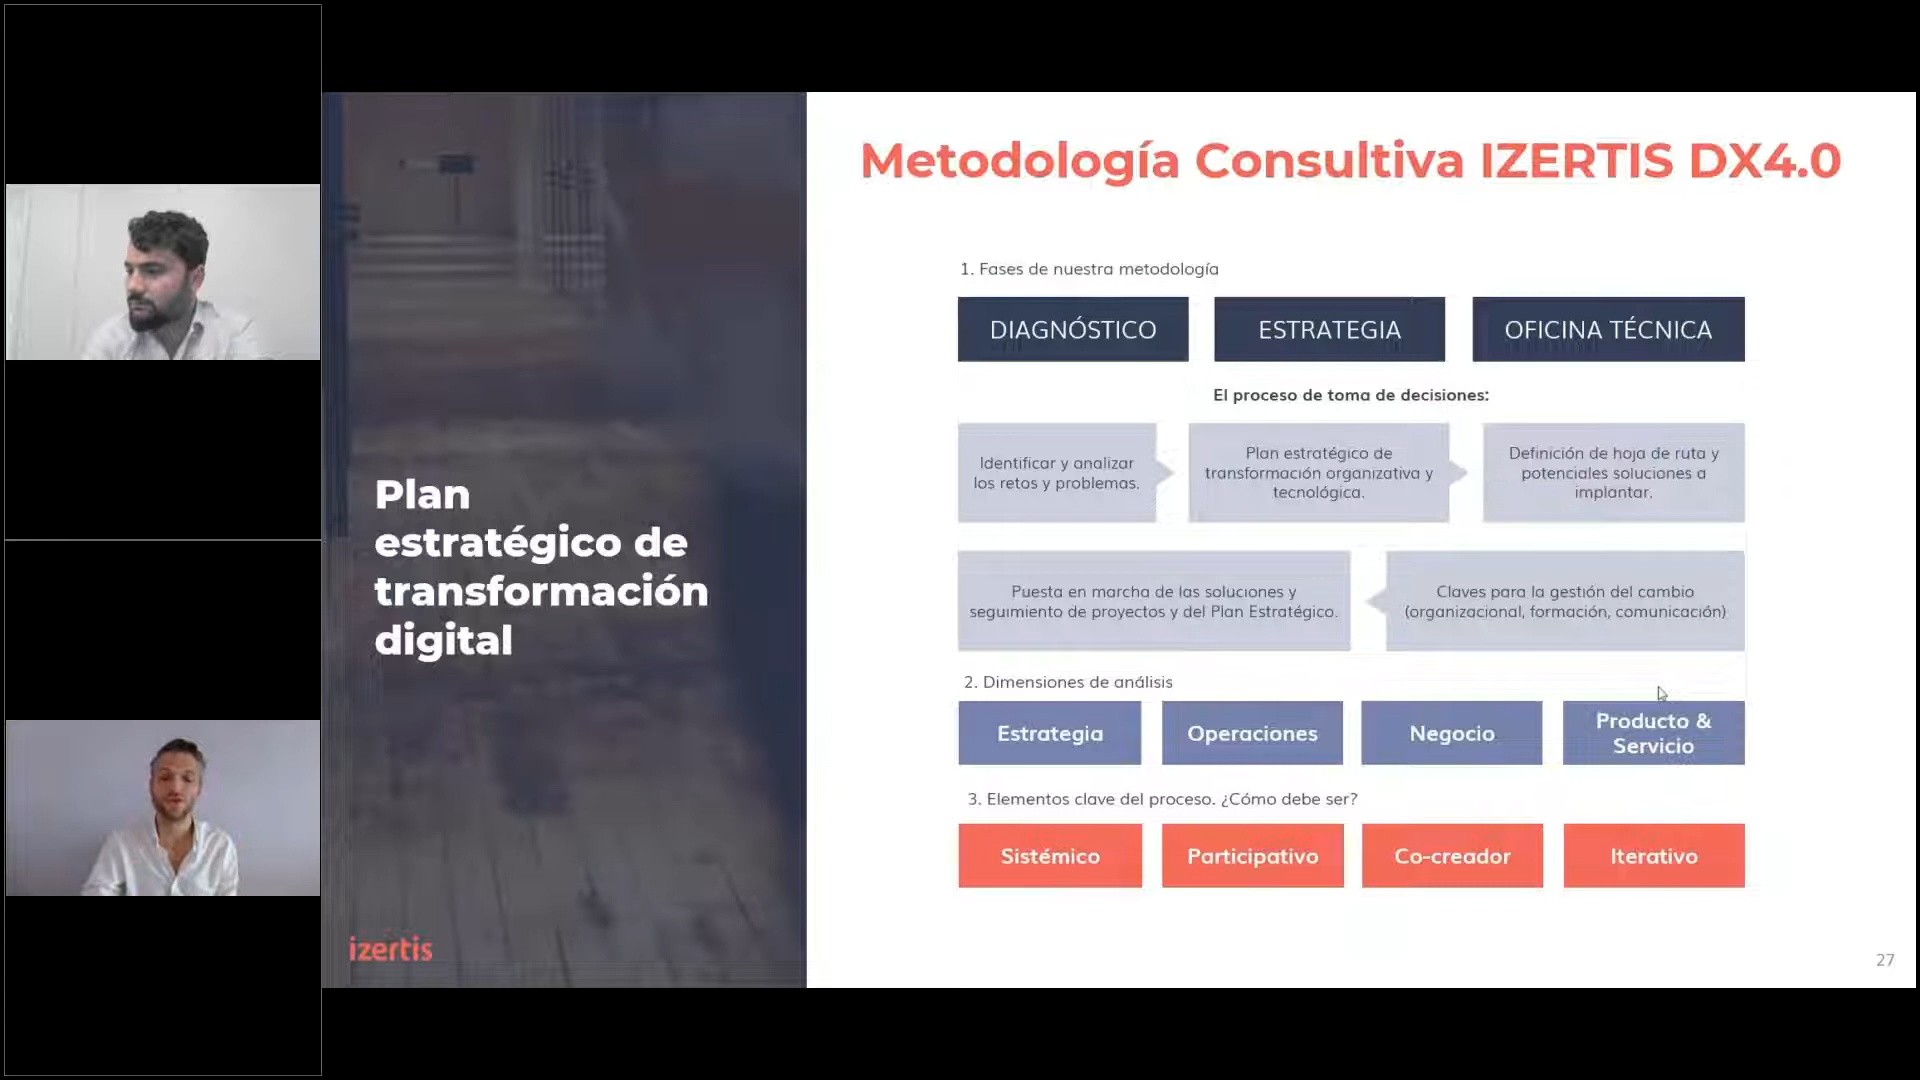 Plan
estratégico de
transformación
digital
izertis
Metodología Consultiva IZERTIS DX4.0
1. Fases de nuestra metodología
DIAGNÓSTICO
ESTRATEGIA
OFICINA TÉCNICA
El proceso de toma de decisiones:
Identificar y analizar
los retos y problemas.
Plan estratégico de
transformación organizativa y
tecnológica.
Definición de hoja de ruta y
potenciales soluciones a
implantar.
Puesta en marcha de las soluciones y
seguimiento de proyectos y del Plan Estratégico.
Claves para la gestión del cambio
(organizacional, formación, comunicación)
2. Dimensiones de análisis
Estrategia
Operaciones
Negocio
Producto &
Servicio
3. Elementos clave del proceso. ¿Cómo debe ser?
Sistémico
Participativo
Co-creador
Iterativo
27